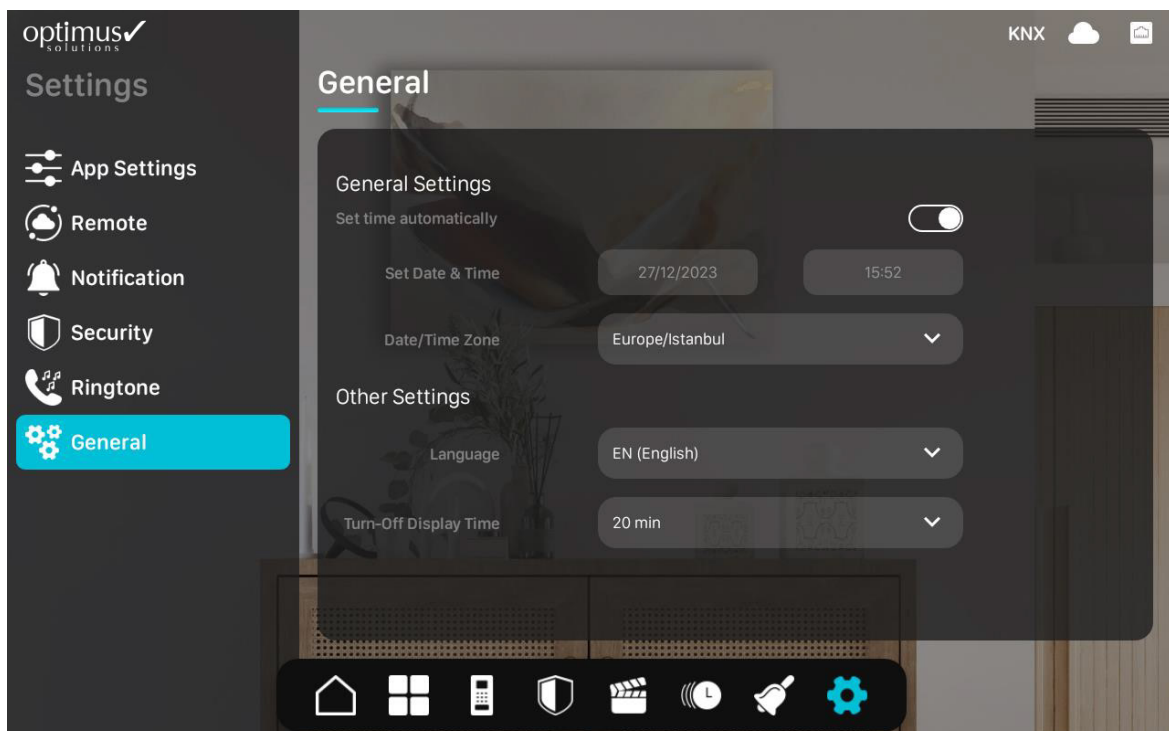 optimus
solutions
KNX
Settings
General
App Settings
Remote
Notification
Security
Ringtone
General
General Settings
Set time automatically
Set Date & Time 27/12/2023 15:52
Date/Time Zone Europe/Istanbul
Other Settings
Language EN (English)
Turn-Off Display Time 20 min